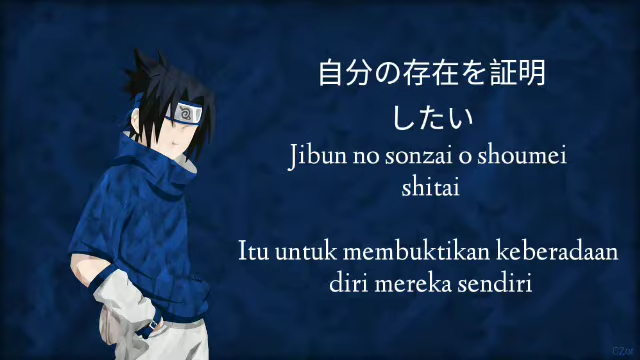 自分の存在を証明
したい
Jibun no sonzai o shoumei
shitai
Itu untuk membuktikan keberadaan
diri mereka sendiri